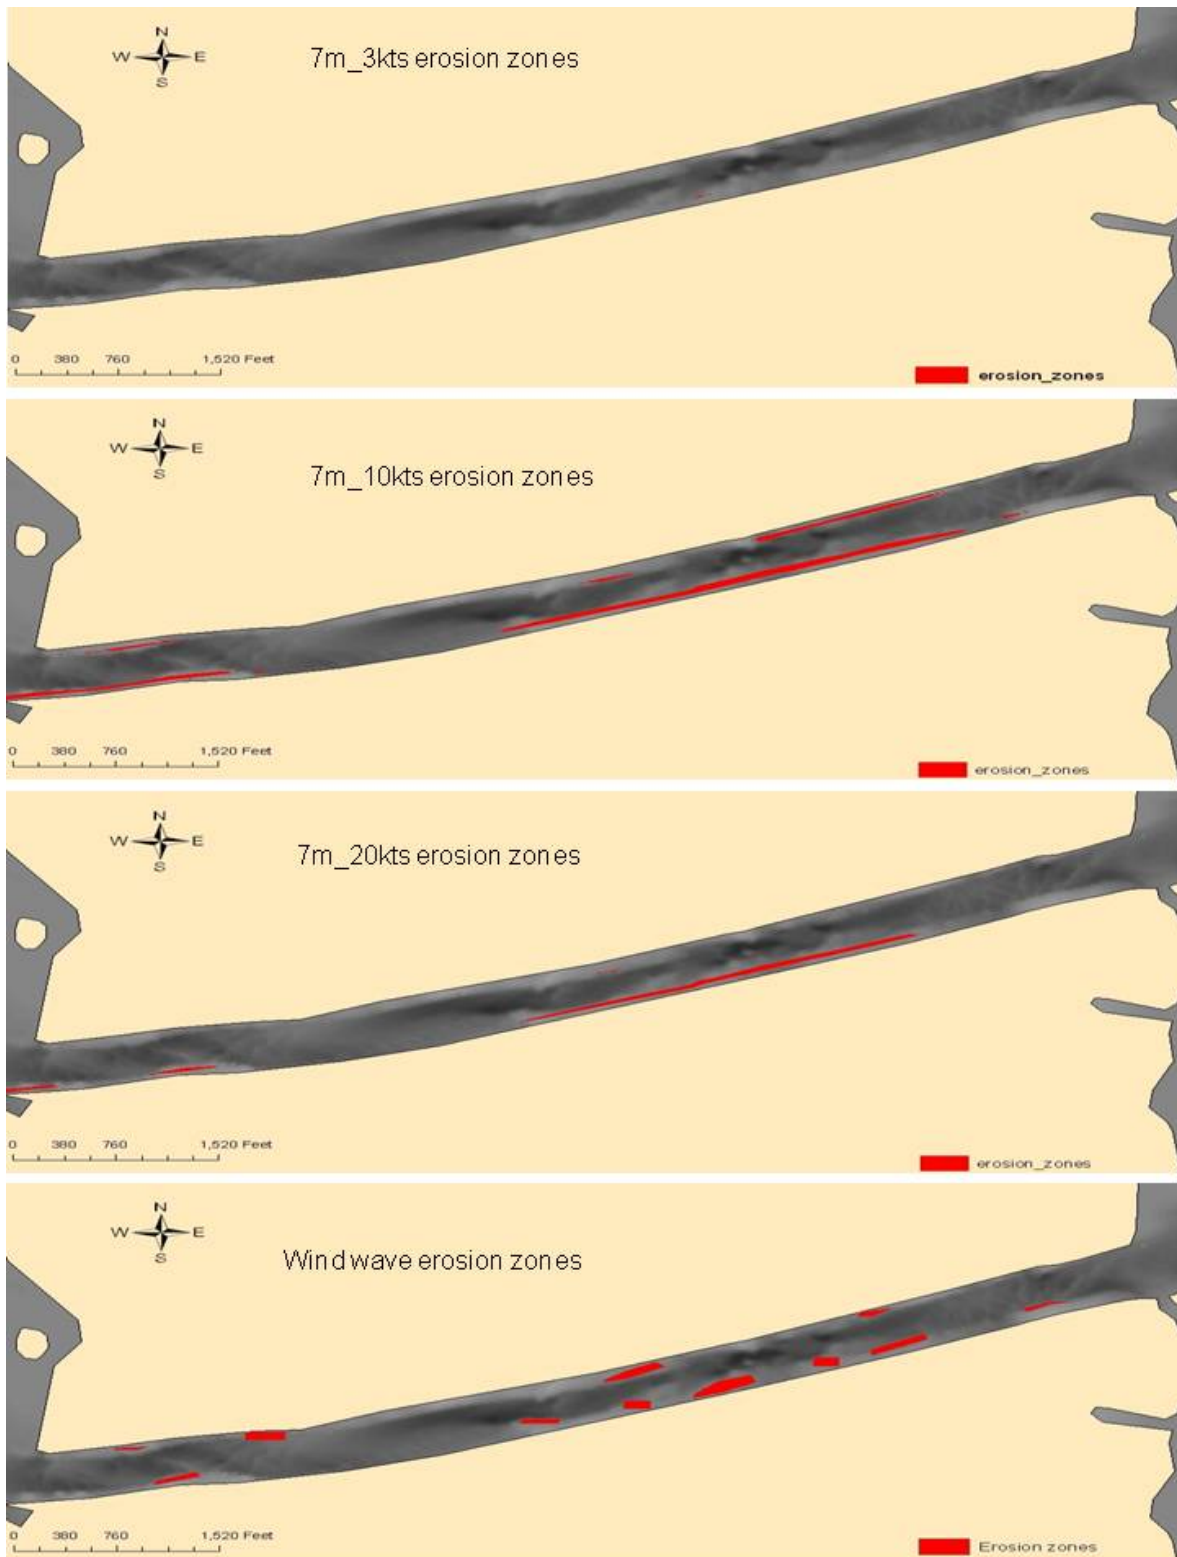 N
7m_3kts erosion zones
W E
S
0 380 760 1,520 Feet
erosion_zones
N
W E
7m_10kts erosion zones
S
0 380 760 1,520 Feet
erosion_zones
N
W E
7m_20kts erosion zones
S
0 380 760 1,520 Feet
erosion_zones
N
W E
Wind wave erosion zones
S
0 380 760 1,520 Feet
Erosion zones